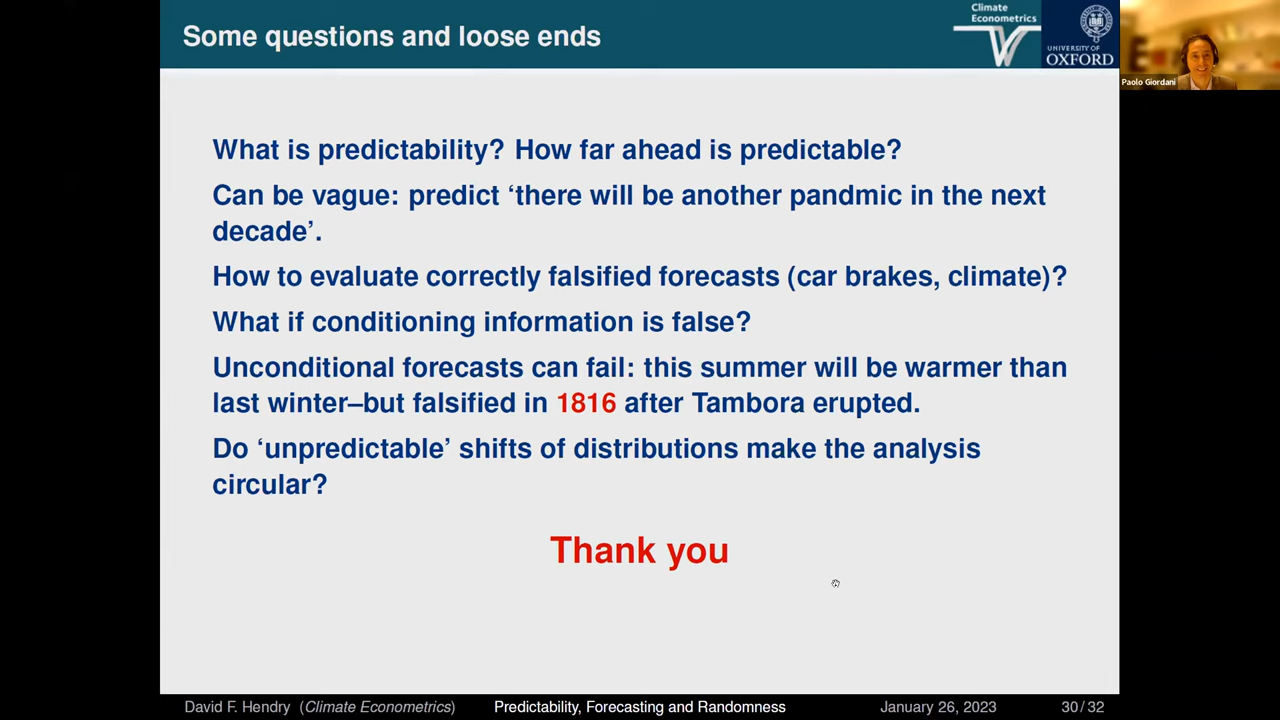 Some questions and loose ends
Climate
Econometrics
UNIVERSITY OF
OXFORD
Paolo Giordani
What is predictability? How far ahead is predictable?
Can be vague: predict ‘there will be another pandmic in the next
decade’.
How to evaluate correctly falsified forecasts (car brakes, climate)?
What if conditioning information is false?
Unconditional forecasts can fail: this summer will be warmer than
last winter–but falsified in 1816 after Tambora erupted.
Do ‘unpredictable’ shifts of distributions make the analysis
circular?
Thank you
David F. Hendry (Climate Econometrics) Predictability, Forecasting and Randomness January 26, 2023 30/32